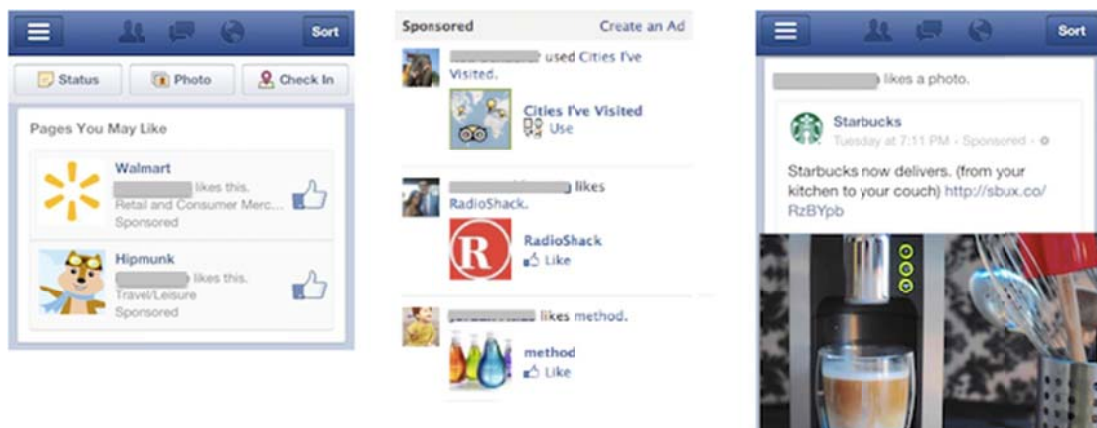 Sort
Status
Photo
Check In
Pages You May Like
Walmart
likes this.
Retail and Consumer Merc...
Sponsored
Hipmunk
likes this.
Travel/Leisure
Sponsored
Sponsored
Create an Ad
used Cities I've
Visited.
Cities I've Visited
Use
likes
RadioShack.
R
RadioShack
Like
likes method.
method
Like
Sort
likes a photo.
Starbucks
Tuesday at 7:11 PM · Sponsored ·
Starbucks now delivers. (from your
kitchen to your couch) http://sbux.co/
RzBYpb